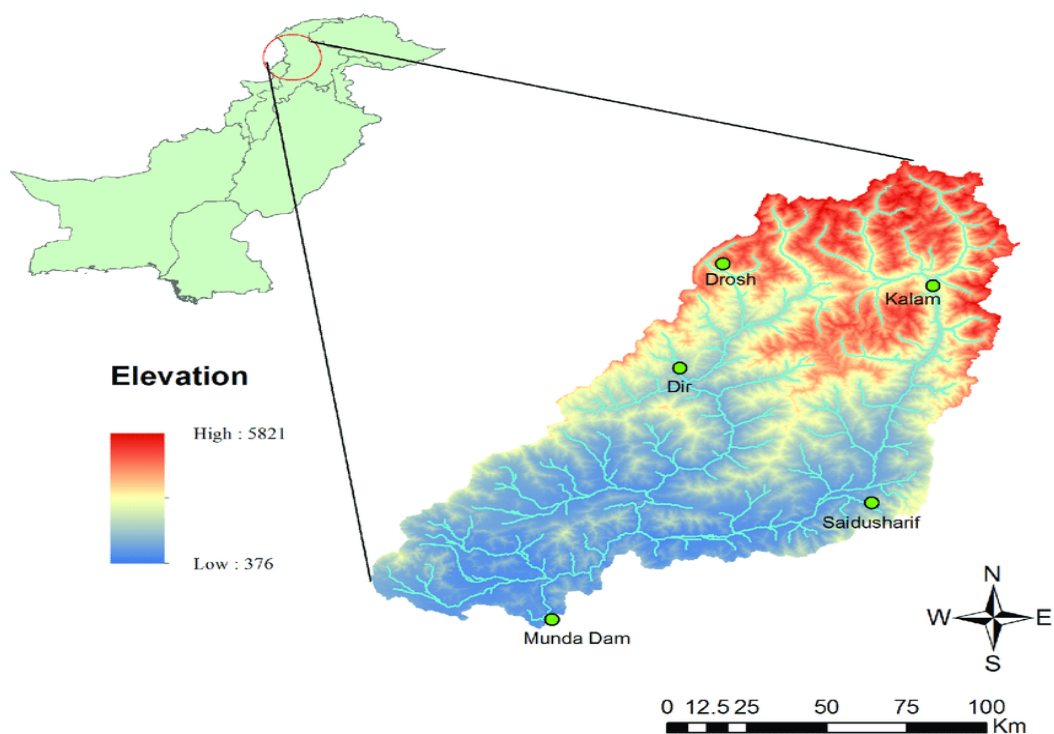 Drosh
Kalam
Elevation
High : 5821
Dir
Low : 376
Saidusharif
Munda Dam
N
W E
S
0 12.5 25 50 75 100
Km